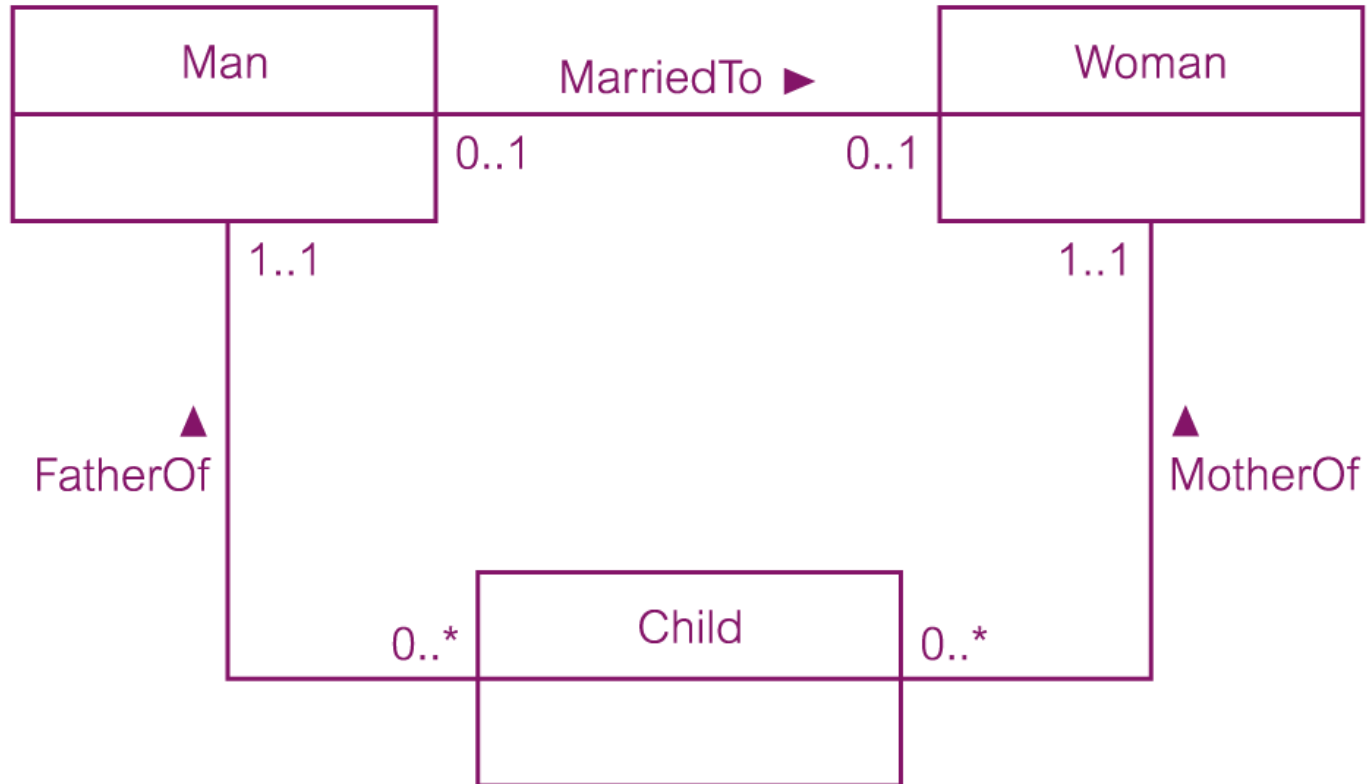 Man
MarriedTo ►
Woman
0..1
0..1
1..1
1..1
▲
▲
FatherOf
MotherOf
0..*
Child
0..*